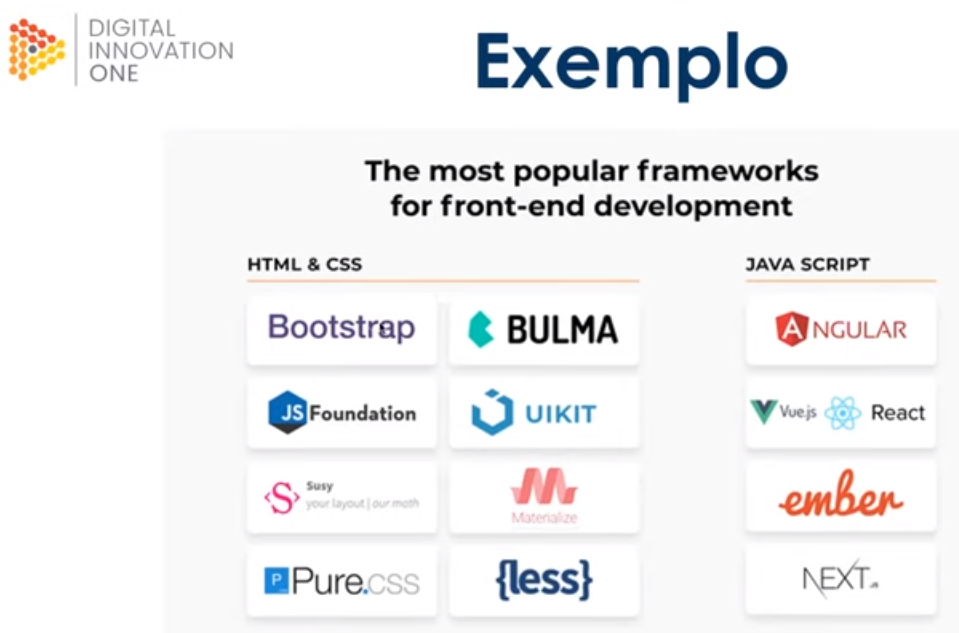 DIGITAL
INNOVATION
ONE
Exemplo
The most popular frameworks
for front-end development
HTML & CSS
Bootstrap
BULMA
JS Foundation
UIKIT
S Susy
your layout | our math
Materialize
P Pure.css
{less}
JAVA SCRIPT
ANGULAR
Vue.js React
ember
NEXT.JS